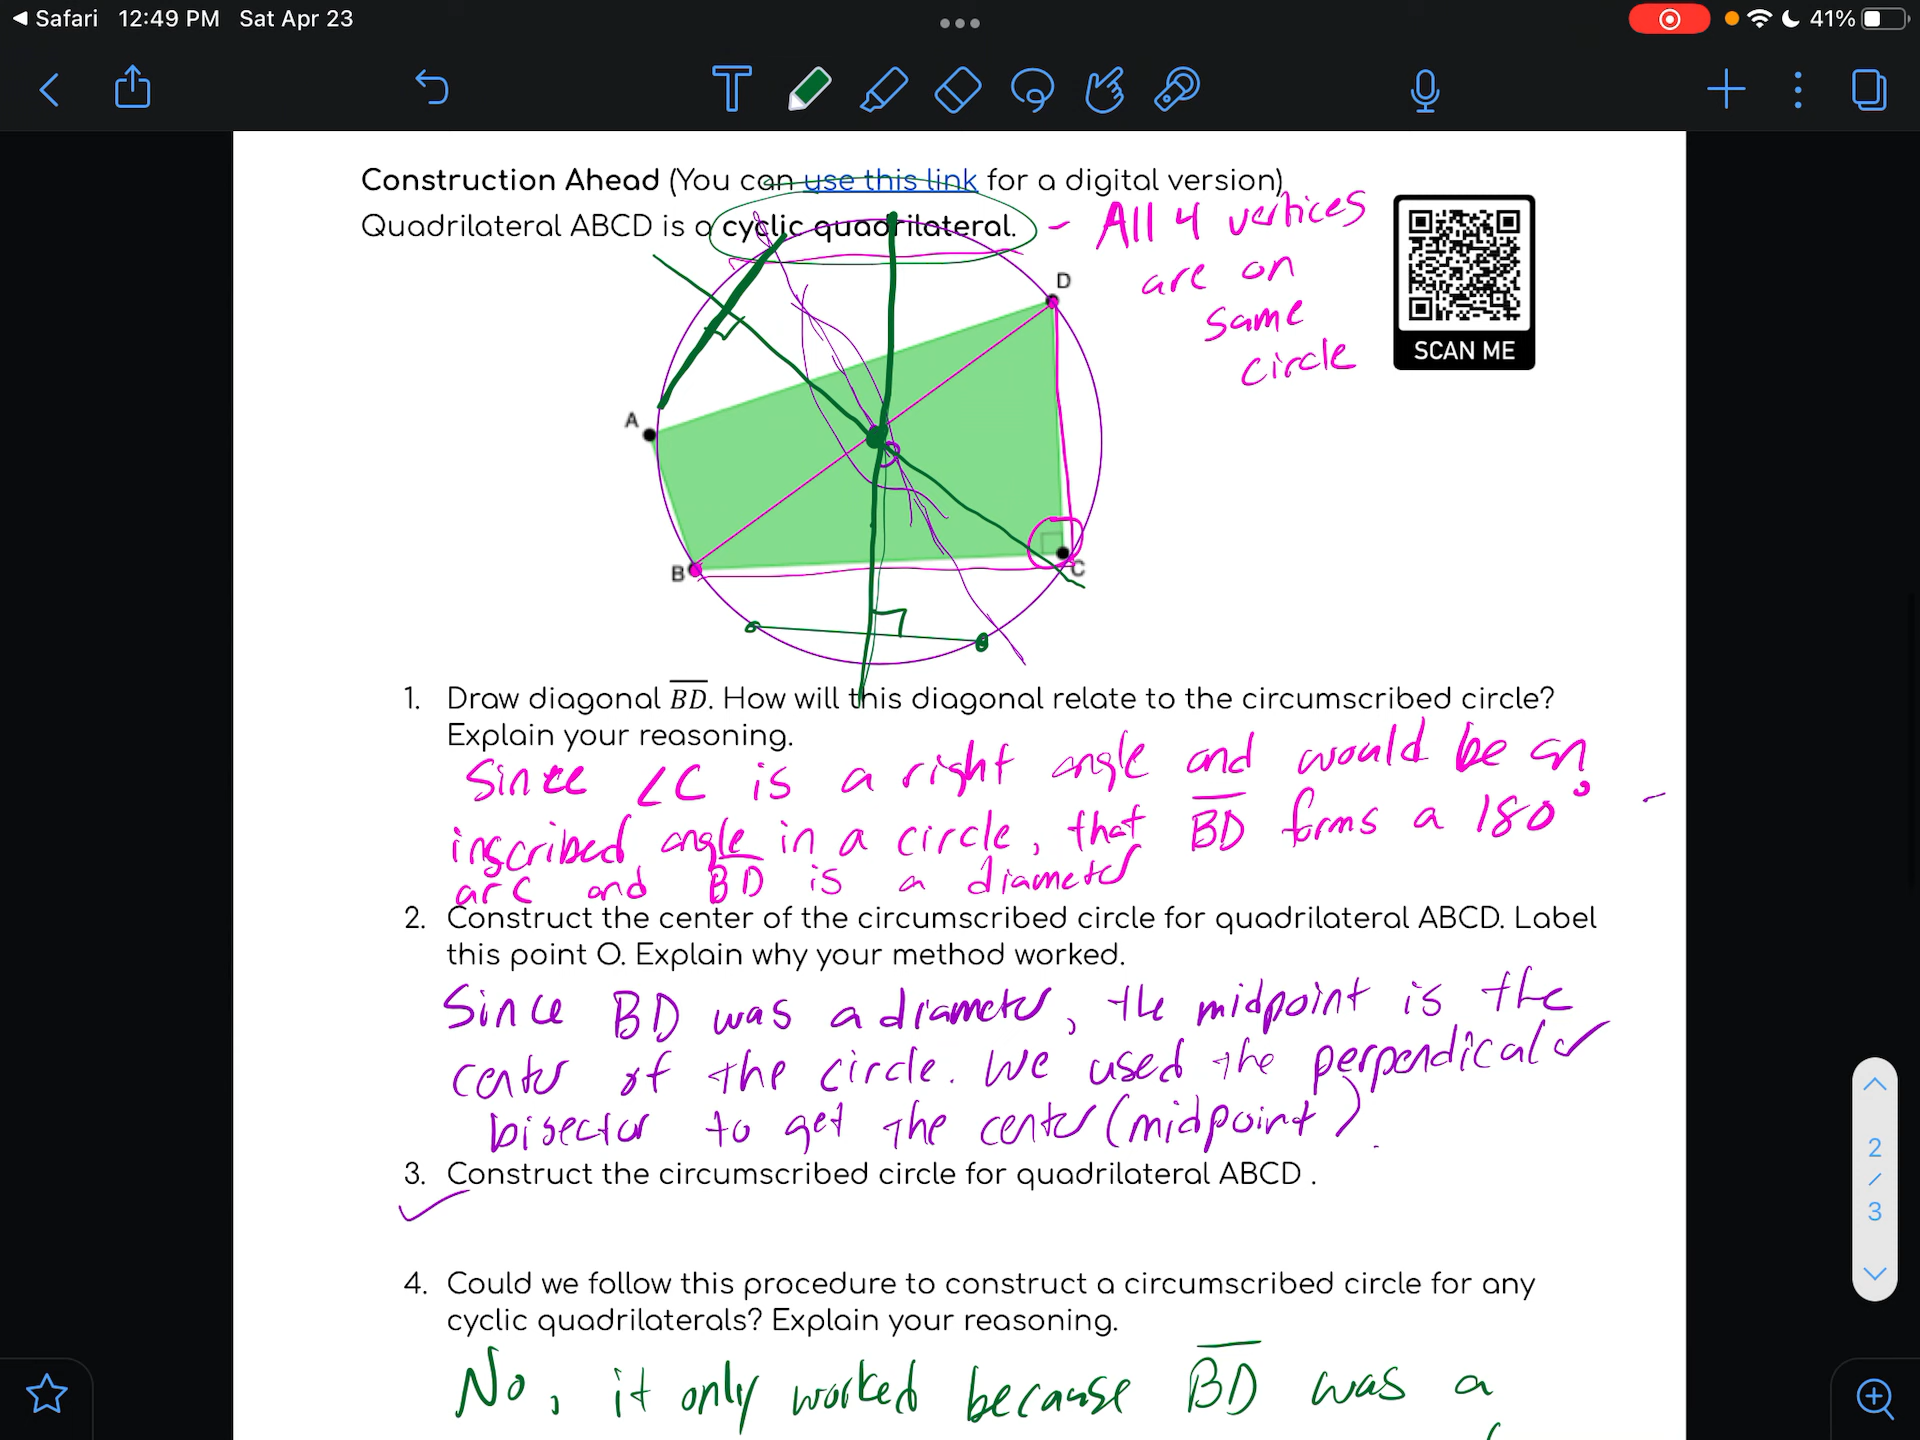 Safari 12:49 PM Sat Apr 23
41%
Construction Ahead (You can use this link for a digital version)
Quadrilateral ABCD is a cyclic quadrilateral. - All 4 vertices
are on
same
circle
SCAN ME
D
A
O
B
C
1. Draw diagonal BD. How will this diagonal relate to the circumscribed circle?
Explain your reasoning.
Since ∠C is a right angle and would be an
inscribed angle in a circle, that BD forms a 180°
arc and BD is a diameter
2. Construct the center of the circumscribed circle for quadrilateral ABCD. Label
this point O. Explain why your method worked.
Since BD was a diameter, the midpoint is the
center of the circle. We used the perpendicular
bisector to get the center (midpoint).
3. Construct the circumscribed circle for quadrilateral ABCD .
4. Could we follow this procedure to construct a circumscribed circle for any
cyclic quadrilaterals? Explain your reasoning.
No, it only worked because BD was a
2
/
3